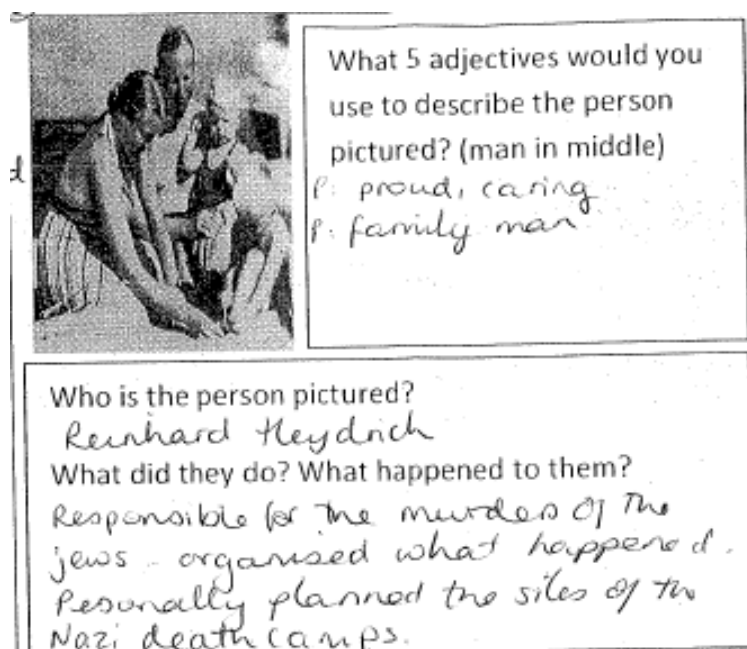 d
What 5 adjectives would you
use to describe the person
pictured? (man in middle)
P: proud, caring
P: family man
Who is the person pictured?
Reinhard Heydrich
What did they do? What happened to them?
Responsible for the murders of the
jews - organised what happened.
Pesonally planned the sites of the
Nazi death camps.